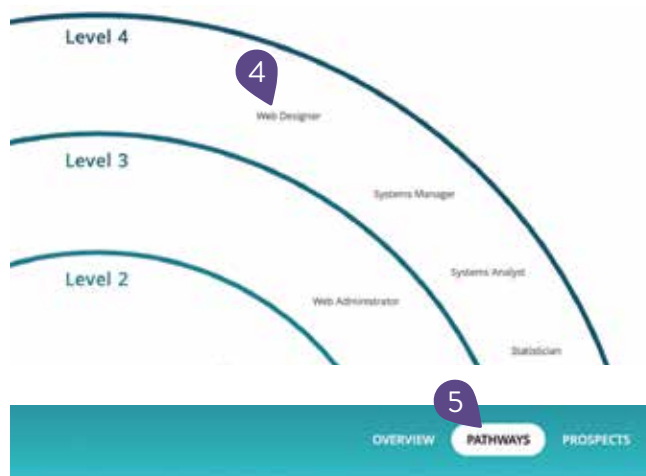 Level 4
4
Web Designer
Level 3
Systems Manager
Systems Analyst
Level 2
Web Administrator
Statistician
5
OVERVIEW PATHWAYS PROSPECTS